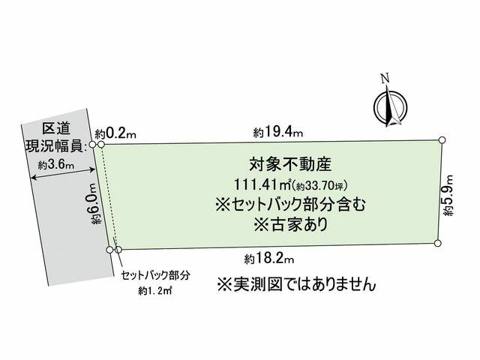 N
区道
現況幅員:
約3.6m
約0.2m
約19.4m
約6.0m
約5.9m
対象不動産
111.41㎡(約33.70坪)
※セットバック部分含む
※古家あり
約18.2m
セットバック部分
約1.2㎡
※実測図ではありません